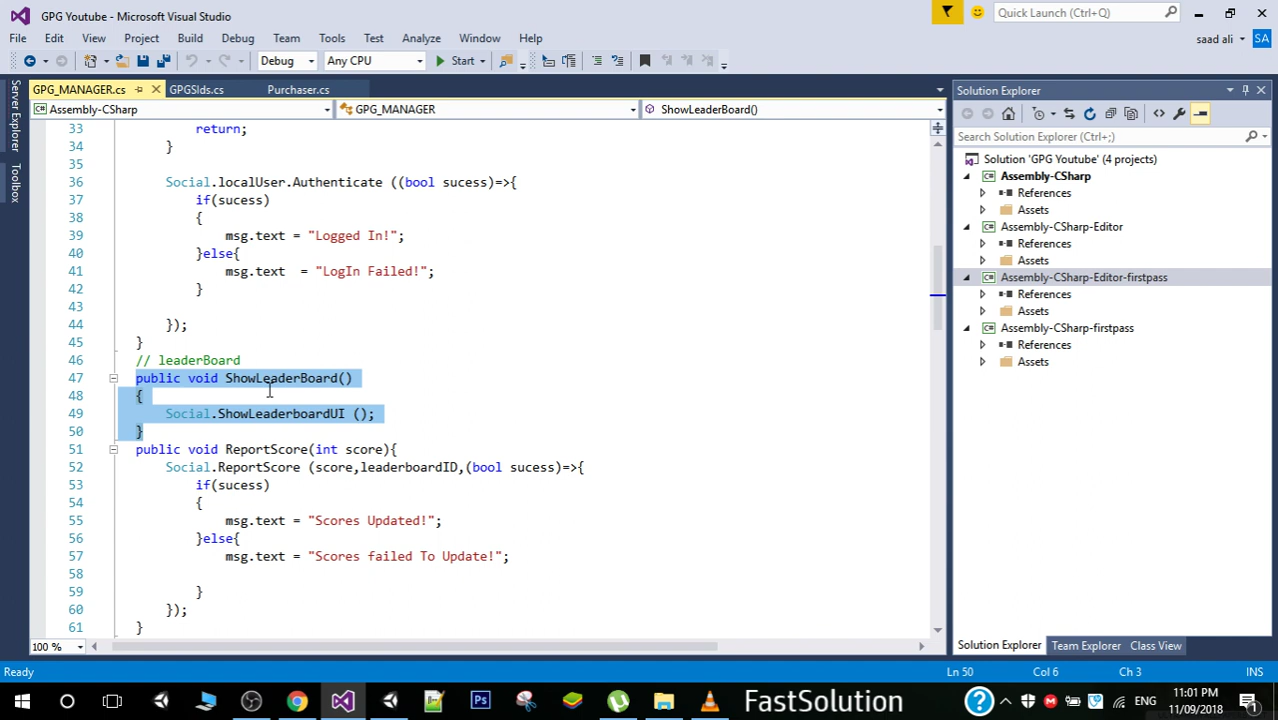 GPG Youtube - Microsoft Visual Studio
Quick Launch (Ctrl+Q)
File Edit View Project Build Debug Team Tools Test Analyze Window Help
saad ali SA
Debug Any CPU Start
GPG_MANAGER.cs GPGSIds.cs Purchaser.cs
Assembly-CSharp GPG_MANAGER ShowLeaderBoard()
Server Explorer
Toolbox
33 return;
34 }
35
36 Social.localUser.Authenticate ((bool sucess)=>{
37 if(sucess)
38 {
39 msg.text = "Logged In!";
40 }else{
41 msg.text  = "LogIn Failed!";
42 }
43
44 });
45 }
46 // leaderBoard
47 public void ShowLeaderBoard()
48 {
49 Social.ShowLeaderboardUI ();
50 }
51 public void ReportScore(int score){
52 Social.ReportScore (score,leaderboardID,(bool sucess)=>{
53 if(sucess)
54 {
55 msg.text = "Scores Updated!";
56 }else{
57 msg.text = "Scores failed To Update!";
58
59 }
60 });
61 }
100 %
Solution Explorer
Search Solution Explorer (Ctrl+;)
Solution 'GPG Youtube' (4 projects)
Assembly-CSharp
References
Assets
Assembly-CSharp-Editor
References
Assets
Assembly-CSharp-Editor-firstpass
References
Assets
Assembly-CSharp-firstpass
References
Assets
Solution Explorer Team Explorer Class View
Ready Ln 50 Col 6 Ch 3 INS
FastSolution
ENG
11:01 PM
11/09/2018